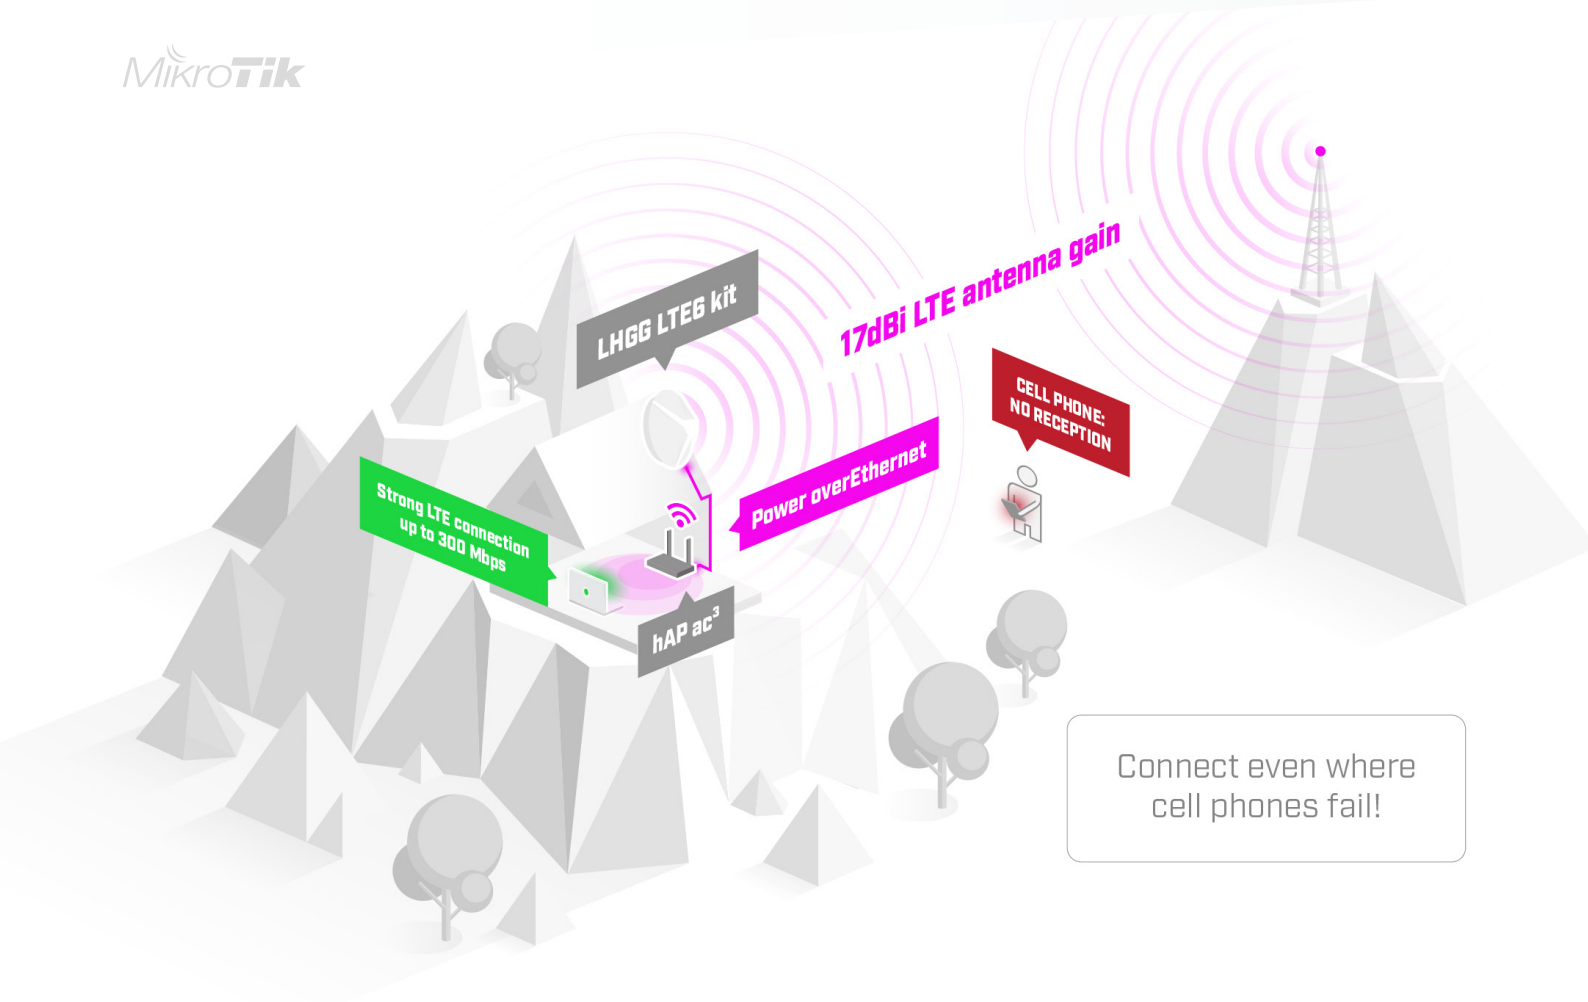 MikroTik
17dBi LTE antenna gain
LHGG LTE6 kit
CELL PHONE:
NO RECEPTION
Power overEthernet
Strong LTE connection
up to 300 Mbps
hAP ac³
Connect even where
cell phones fail!